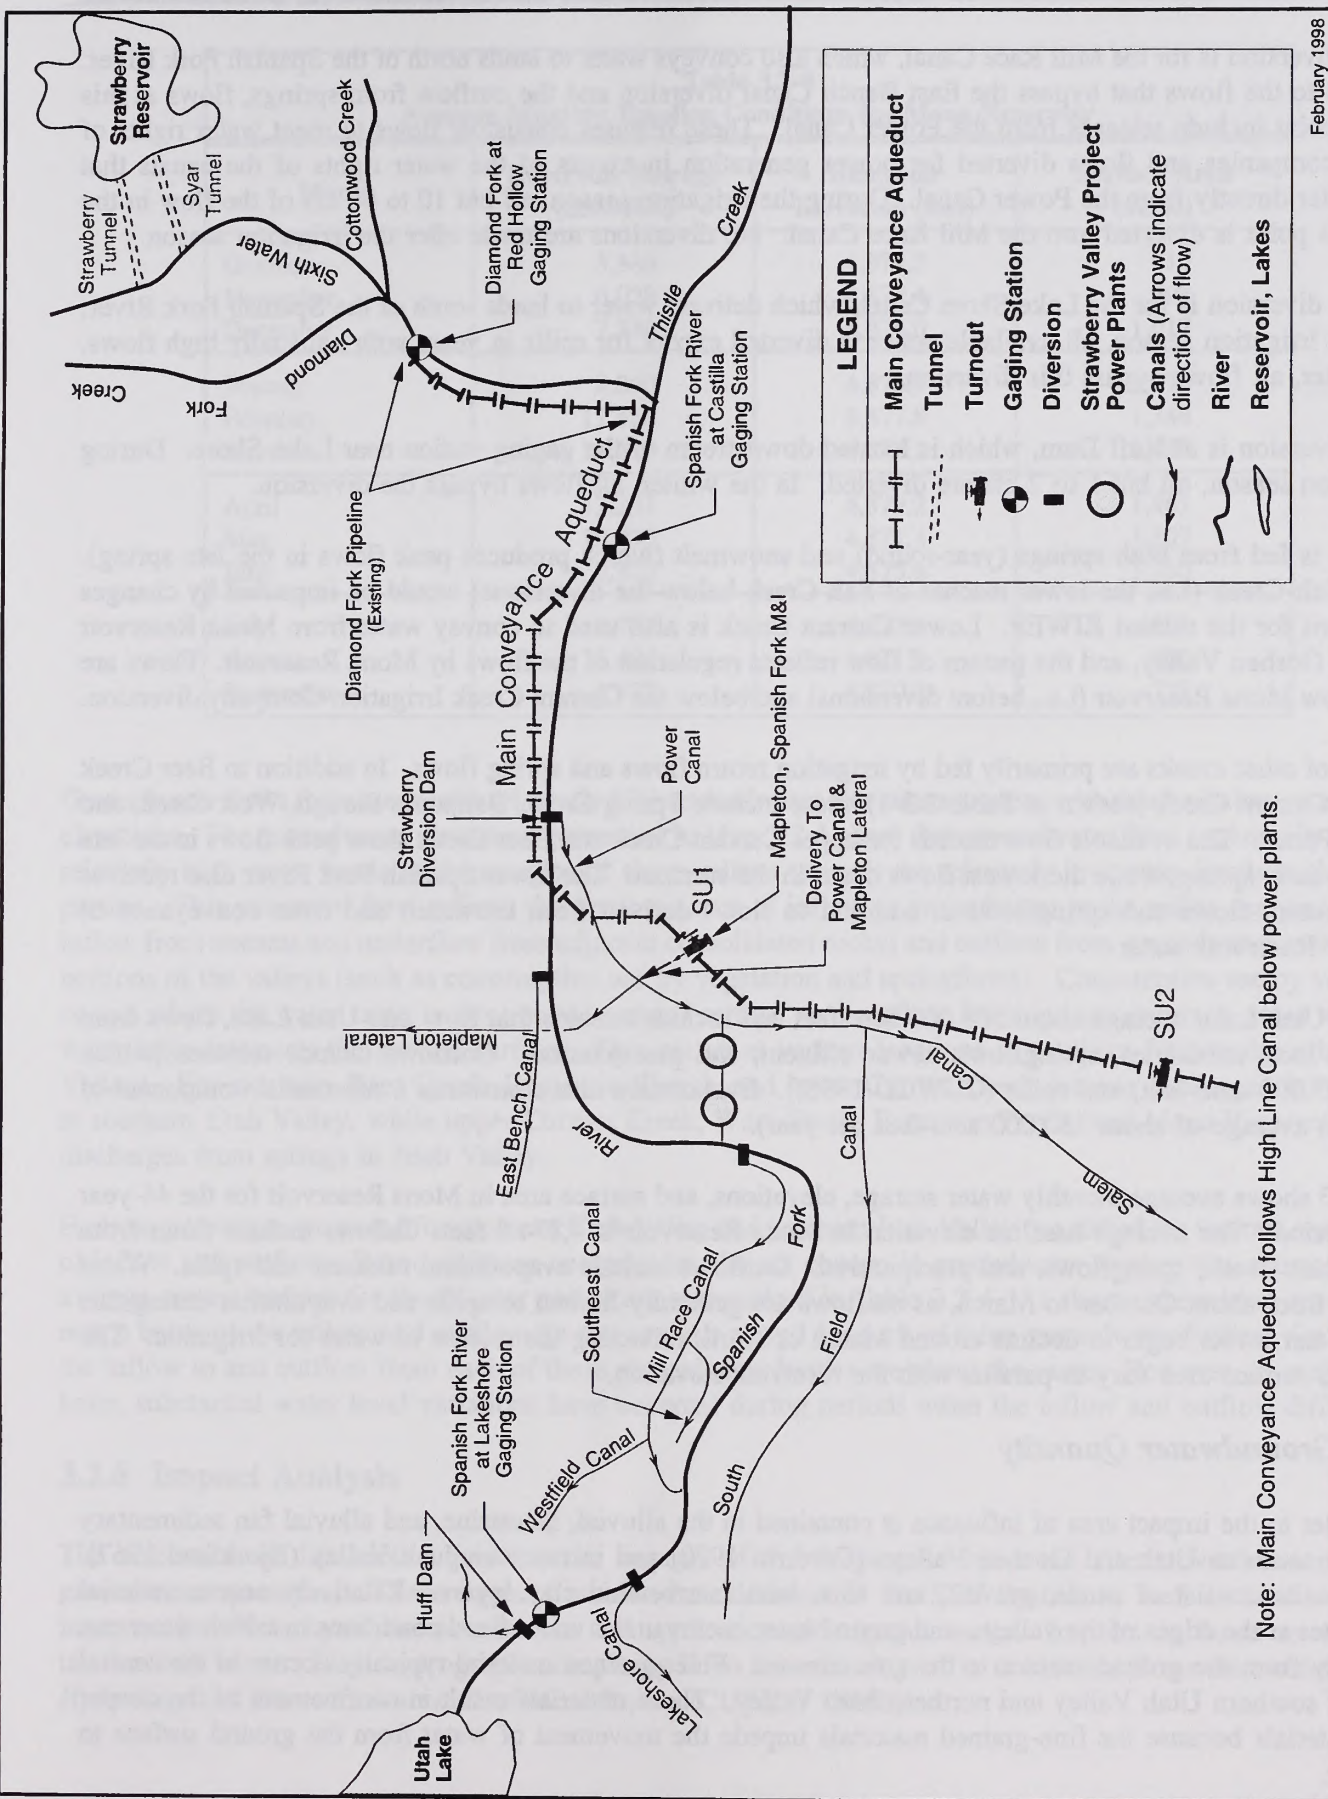 Strawberry
Reservoir
Strawberry
Tunnel
Syar
Tunnel
Sixth Water
Cottonwood Creek
Diamond
Fork
Creek
Diamond Fork at
Red Hollow
Gaging Station
Thistle
Creek
Diamond Fork Pipeline
(Existing)
Main Conveyance Aqueduct
Spanish Fork River
at Castilla
Gaging Station
Strawberry
Diversion Dam
Power
Canal
SU1
Mapleton, Spanish Fork M&I
Delivery To
Power Canal &
Mapleton Lateral
Mapleton Lateral
East Bench Canal
SU2
Salem
Canal
River
Fork
Spanish
South
Field
Canal
Southeast Canal
Mill Race Canal
Westfield Canal
Spanish Fork River
at Lakeshore
Gaging Station
Huff Dam
Lakeshore Canal
Utah
Lake
LEGEND
Main Conveyance Aqueduct
Tunnel
Turnout
Gaging Station
Diversion
Strawberry Valley Project
Power Plants
Canals (Arrows indicate
direction of flow)
River
Reservoir, Lakes
Note: Main Conveyance Aqueduct follows High Line Canal below power plants.
February 1998